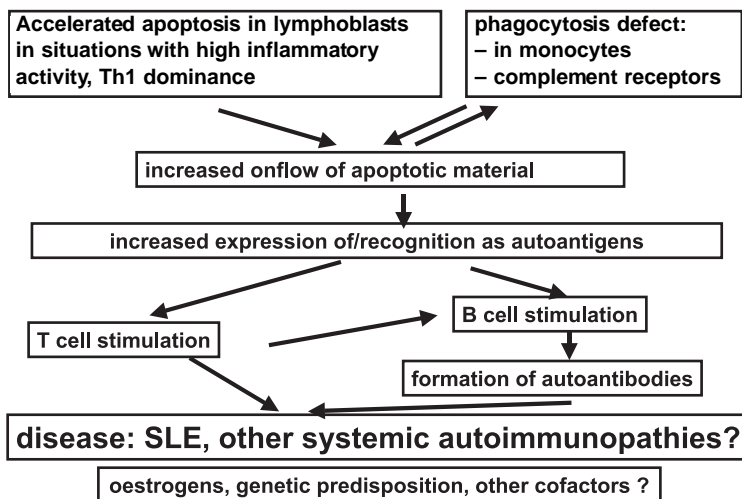 Accelerated apoptosis in lymphoblasts
in situations with high inflammatory
activity, Th1 dominance
phagocytosis defect:
– in monocytes
– complement receptors
increased onflow of apoptotic material
increased expression of/recognition as autoantigens
T cell stimulation
B cell stimulation
formation of autoantibodies
disease: SLE, other systemic autoimmunopathies?
oestrogens, genetic predisposition, other cofactors ?